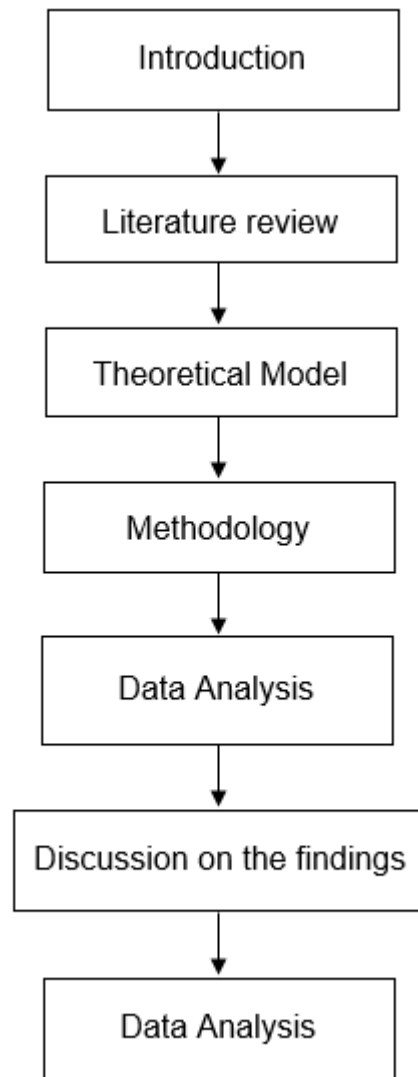 Introduction
Literature review
Theoretical Model
Methodology
Data Analysis
Discussion on the findings
Data Analysis